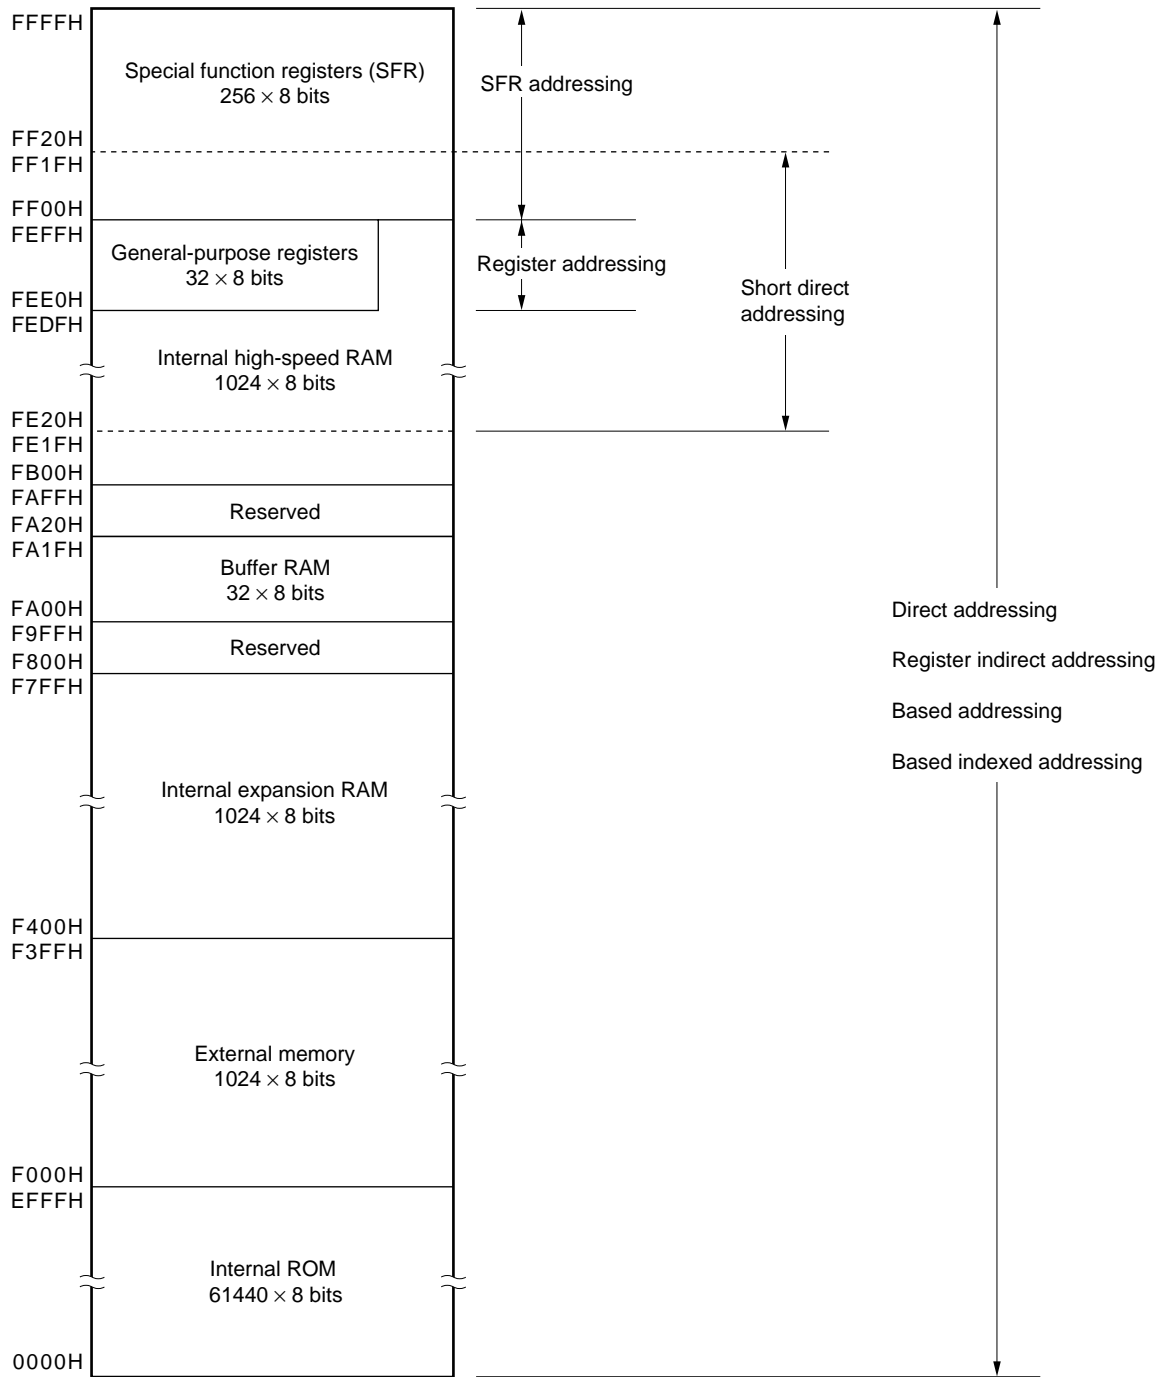 FFFFH
Special function registers (SFR)
256 × 8 bits
SFR addressing
FF20H
FF1FH
FF00H
FEFFH
General-purpose registers
32 × 8 bits
Register addressing
Short direct
addressing
FEE0H
FEDFH
Internal high-speed RAM
1024 × 8 bits
FE20H
FE1FH
FB00H
FAFFH
Reserved
FA20H
FA1FH
Buffer RAM
32 × 8 bits
FA00H
F9FFH
Reserved
F800H
F7FFH
Direct addressing
Register indirect addressing
Based addressing
Based indexed addressing
Internal expansion RAM
1024 × 8 bits
F400H
F3FFH
External memory
1024 × 8 bits
F000H
EFFFH
Internal ROM
61440 × 8 bits
0000H